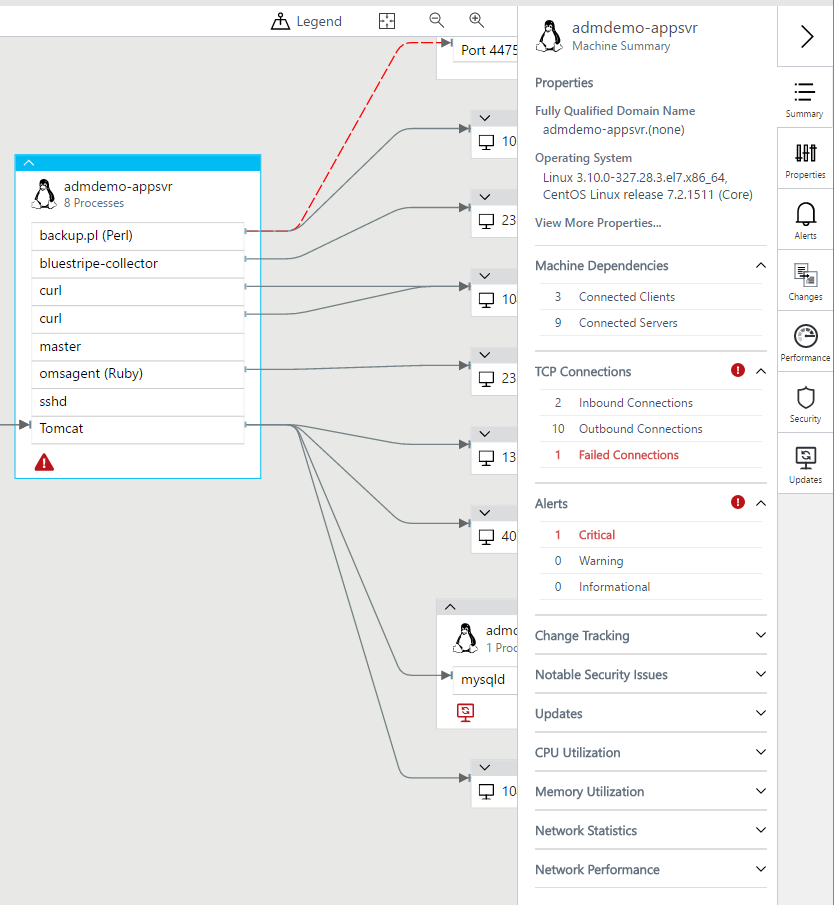 Legend
Port 4475
10
admdemo-appsvr
8 Processes
backup.pl (Perl)
bluestripe-collector
curl
curl
master
omsagent (Ruby)
sshd
Tomcat
23
10
23
13
40
1 Proc
mysqld
10
admdemo-appsvr
Machine Summary
Properties
Fully Qualified Domain Name
admdemo-appsvr.(none)
Operating System
Linux 3.10.0-327.28.3.el7.x86_64,
CentOS Linux release 7.2.1511 (Core)
View More Properties...
Machine Dependencies
3 Connected Clients
9 Connected Servers
TCP Connections
2 Inbound Connections
10 Outbound Connections
1 Failed Connections
Alerts
1 Critical
0 Warning
0 Informational
Change Tracking
Notable Security Issues
Updates
CPU Utilization
Memory Utilization
Network Statistics
Network Performance
Summary
Properties
Alerts
Changes
Performance
Security
Updates